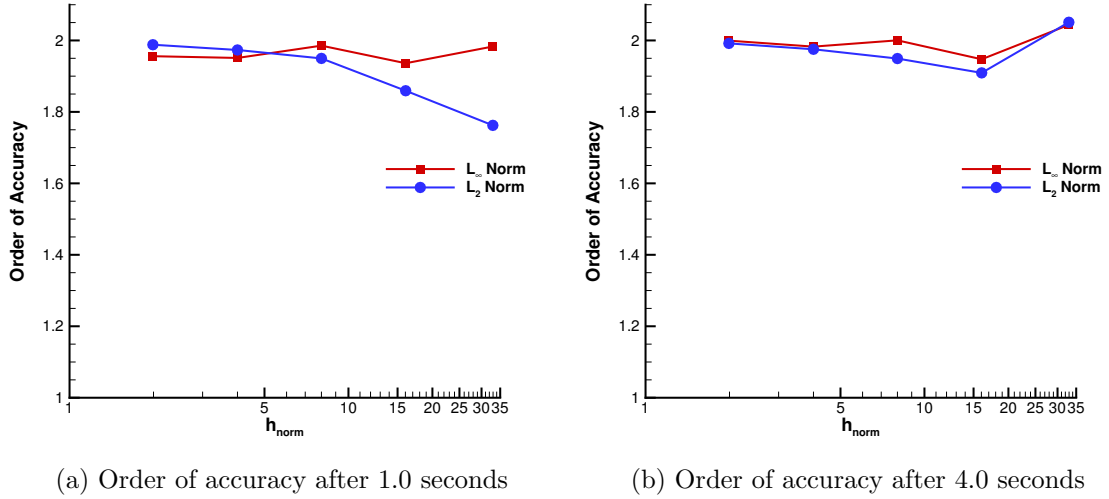 Order of Accuracy
2
1.8
1.6
1.4
1.2
1
1 5 10 15 20 25 30 35
h_norm
L∞ Norm
L₂ Norm
(a) Order of accuracy after 1.0 seconds
Order of Accuracy
2
1.8
1.6
1.4
1.2
1
1 5 10 15 20 25 30 35
h_norm
L∞ Norm
L₂ Norm
(b) Order of accuracy after 4.0 seconds